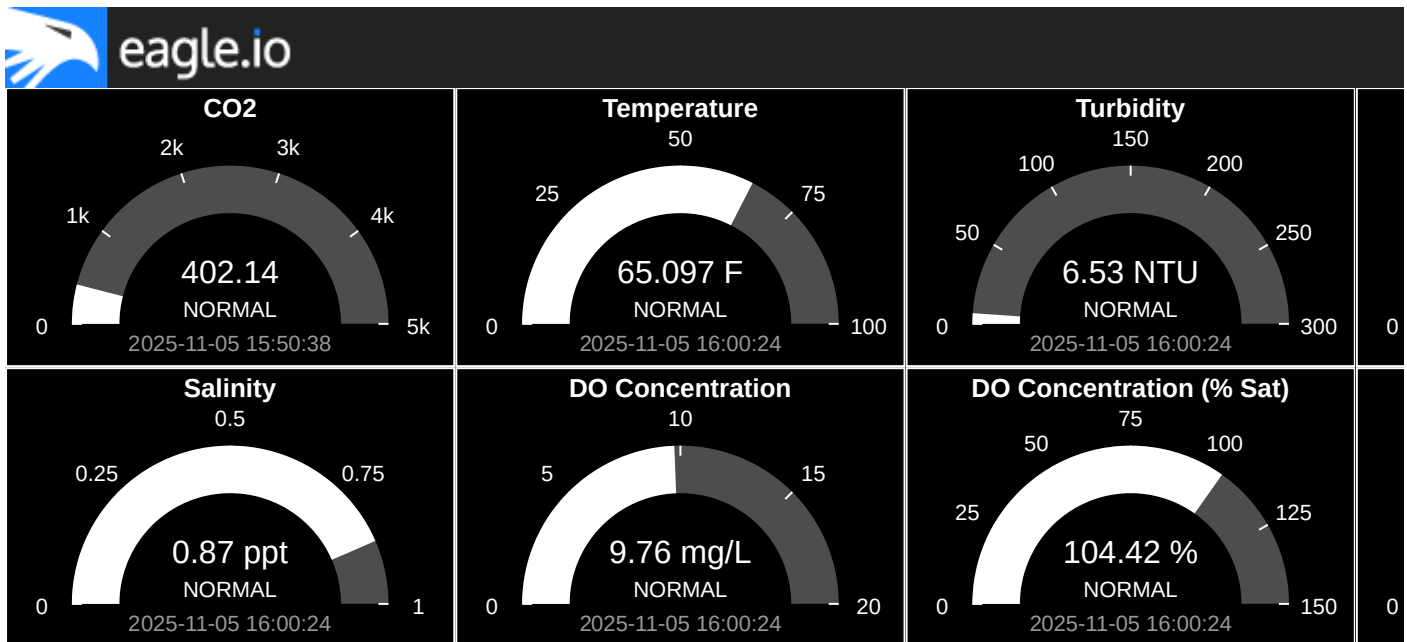 eagle.io
CO2
2k
3k
1k
4k
402.14
NORMAL
0
5k
2025-11-05 15:50:38
Temperature
50
25
75
65.097 F
NORMAL
0
100
2025-11-05 16:00:24
Turbidity
150
100
200
50
250
6.53 NTU
NORMAL
0
300
2025-11-05 16:00:24
0
Salinity
0.5
0.25
0.75
0.87 ppt
NORMAL
0
1
2025-11-05 16:00:24
DO Concentration
10
5
15
9.76 mg/L
NORMAL
0
20
2025-11-05 16:00:24
DO Concentration (% Sat)
75
50
100
25
125
104.42 %
NORMAL
0
150
2025-11-05 16:00:24
0